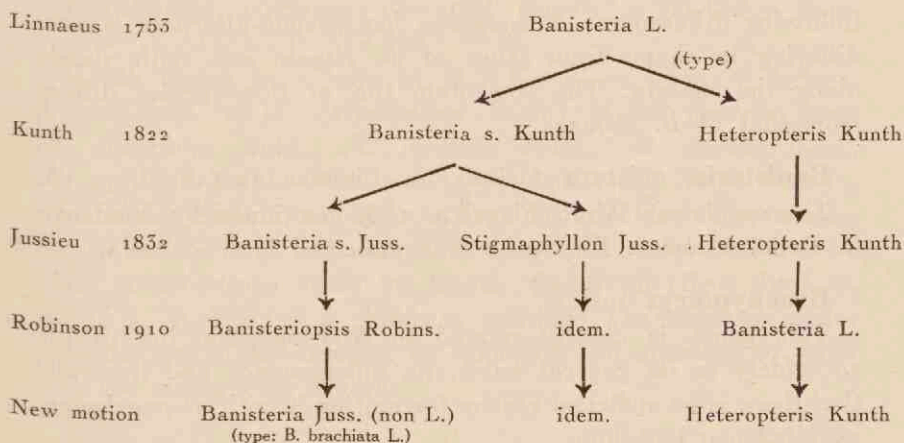 Linnaeus 1753 Banisteria L.
(type)
Kunth 1822 Banisteria s. Kunth Heteropteris Kunth
Jussieu 1832 Banisteria s. Juss. Stigmaphyllon Juss. Heteropteris Kunth
Robinson 1910 Banisteriopsis Robins. idem. Banisteria L.
New motion Banisteria Juss. (non L.) idem. Heteropteris Kunth
(type: B. brachiata L.)